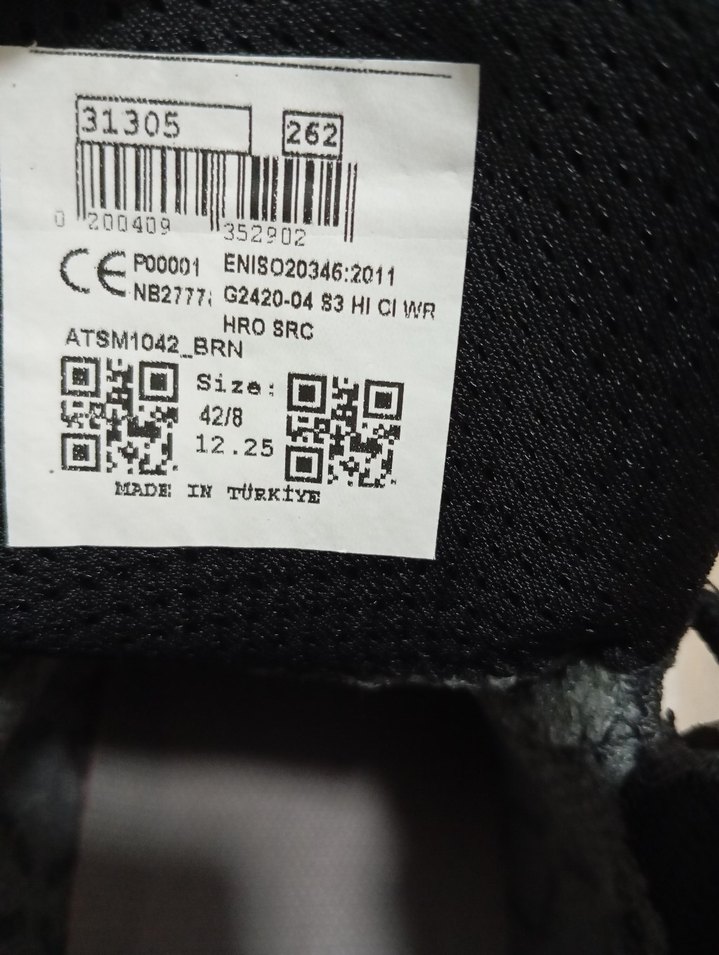 31305 262
0 200409 352902
CE P00001 ENISO20346:2011
NB2777: G2420-04 S3 HI CI WR
HRO SRC
ATSM1042_BRN
Size:
42/8
12.25
MADE IN TÜRKİYE